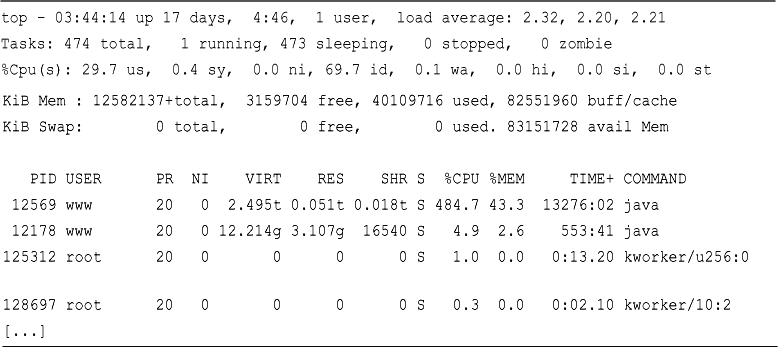 top - 03:44:14 up 17 days,  4:46,  1 user,  load average: 2.32, 2.20, 2.21
Tasks: 474 total,   1 running, 473 sleeping,   0 stopped,   0 zombie
%Cpu(s): 29.7 us,  0.4 sy,  0.0 ni, 69.7 id,  0.1 wa,  0.0 hi,  0.0 si,  0.0 st
KiB Mem : 12582137+total,  3159704 free, 40109716 used, 82551960 buff/cache
KiB Swap:        0 total,        0 free,        0 used. 83151728 avail Mem
PID USER      PR  NI    VIRT    RES    SHR S  %CPU %MEM     TIME+ COMMAND
12569 www       20   0  2.495t 0.051t 0.018t S 484.7 43.3  13276:02 java
12178 www       20   0 12.214g 3.107g  16540 S   4.9  2.6    553:41 java
125312 root      20   0       0      0      0 S   1.0  0.0   0:13.20 kworker/u256:0
128697 root      20   0       0      0      0 S   0.3  0.0   0:02.10 kworker/10:2
[...]